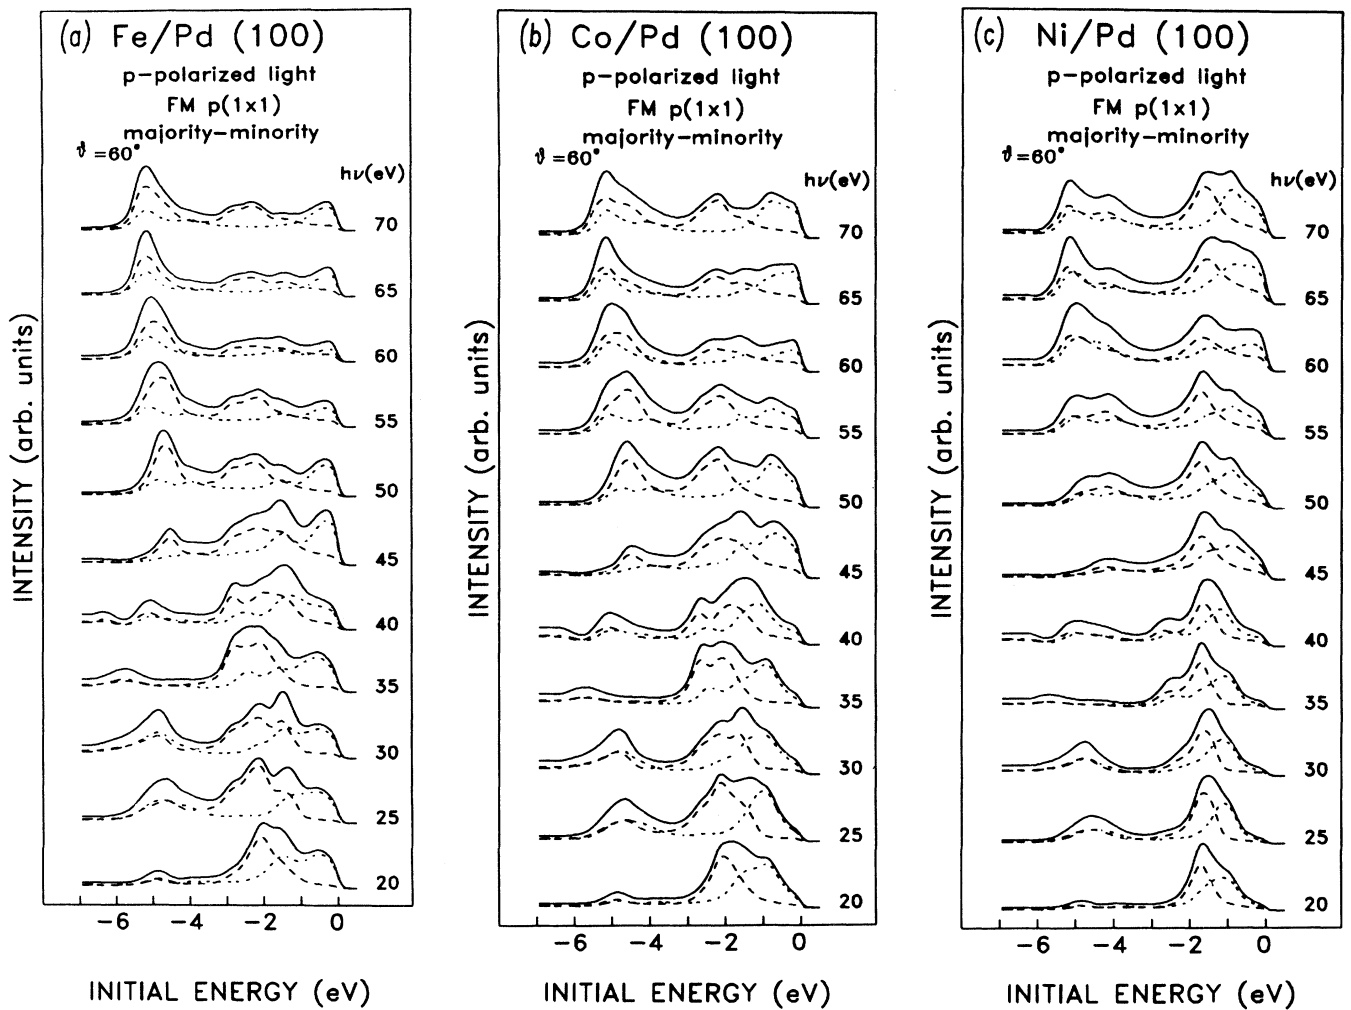 (a) Fe/Pd (100)
p-polarized light
FM p(1x1)
majority-minority
ϑ =60°
hν(eV)
70
65
60
55
50
45
40
35
30
25
20
-6 -4 -2 0
INITIAL ENERGY (eV)
INTENSITY (arb. units)
(b) Co/Pd (100)
p-polarized light
FM p(1x1)
majority-minority
ϑ =60°
hν(eV)
70
65
60
55
50
45
40
35
30
25
20
-6 -4 -2 0
INITIAL ENERGY (eV)
INTENSITY (arb. units)
(c) Ni/Pd (100)
p-polarized light
FM p(1x1)
majority-minority
ϑ =60°
hν(eV)
70
65
60
55
50
45
40
35
30
25
20
-6 -4 -2 0
INITIAL ENERGY (eV)
INTENSITY (arb. units)